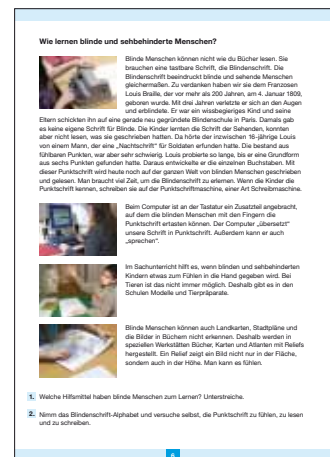 Wie lernen blinde und sehbehinderte Menschen?
Blinde Menschen können nicht wie du Bücher lesen. Sie
brauchen eine tastbare Schrift, die Blindenschrift. Die
Blindenschrift beeindruckt blinde und sehende Menschen
gleichermaßen. Zu verdanken haben wir sie dem Franzosen
Louis Braille, der vor mehr als 200 Jahren, am 4. Januar 1809,
geboren wurde. Mit drei Jahren verletzte er sich an den Augen
und erblindete. Er war ein wissbegieriges Kind und seine
Eltern schickten ihn auf eine gerade neu gegründete Blindenschule in Paris. Damals gab
es keine eigene Schrift für Blinde. Die Kinder lernten die Schrift der Sehenden, konnten
aber nicht lesen, was sie geschrieben hatten. Da hörte der inzwischen 16-jährige Louis
von einem Mann, der eine „Nachtschrift“ für Soldaten erfunden hatte. Die bestand aus
fühlbaren Punkten, war aber sehr schwierig. Louis probierte so lange, bis er eine Grundform
aus sechs Punkten gefunden hatte. Daraus entwickelte er die einzelnen Buchstaben. Mit
dieser Punktschrift wird heute noch auf der ganzen Welt von blinden Menschen geschrieben
und gelesen. Man braucht viel Zeit, um die Blindenschrift zu erlernen. Wenn die Kinder die
Punktschrift kennen, schreiben sie auf der Punktschriftmaschine, einer Art Schreibmaschine.
Beim Computer ist an der Tastatur ein Zusatzteil angebracht,
auf dem die blinden Menschen mit den Fingern die
Punktschrift ertasten können. Der Computer „übersetzt“
unsere Schrift in Punktschrift. Außerdem kann er auch
„sprechen“.
Im Sachunterricht hilft es, wenn blinden und sehbehinderten
Kindern etwas zum Fühlen in die Hand gegeben wird. Bei
Tieren ist das nicht immer möglich. Deshalb gibt es in den
Schulen Modelle und Tierpräparate.
Blinde Menschen können auch Landkarten, Stadtpläne und
die Bilder in Büchern nicht erkennen. Deshalb werden in
speziellen Werkstätten Bücher, Karten und Atlanten mit Reliefs
hergestellt. Ein Relief zeigt ein Bild nicht nur in der Fläche,
sondern auch in der Höhe. Man kann es fühlen.
1. Welche Hilfsmittel haben blinde Menschen zum Lernen? Unterstreiche.
2. Nimm das Blindenschrift-Alphabet und versuche selbst, die Punktschrift zu fühlen, zu lesen
und zu schreiben.